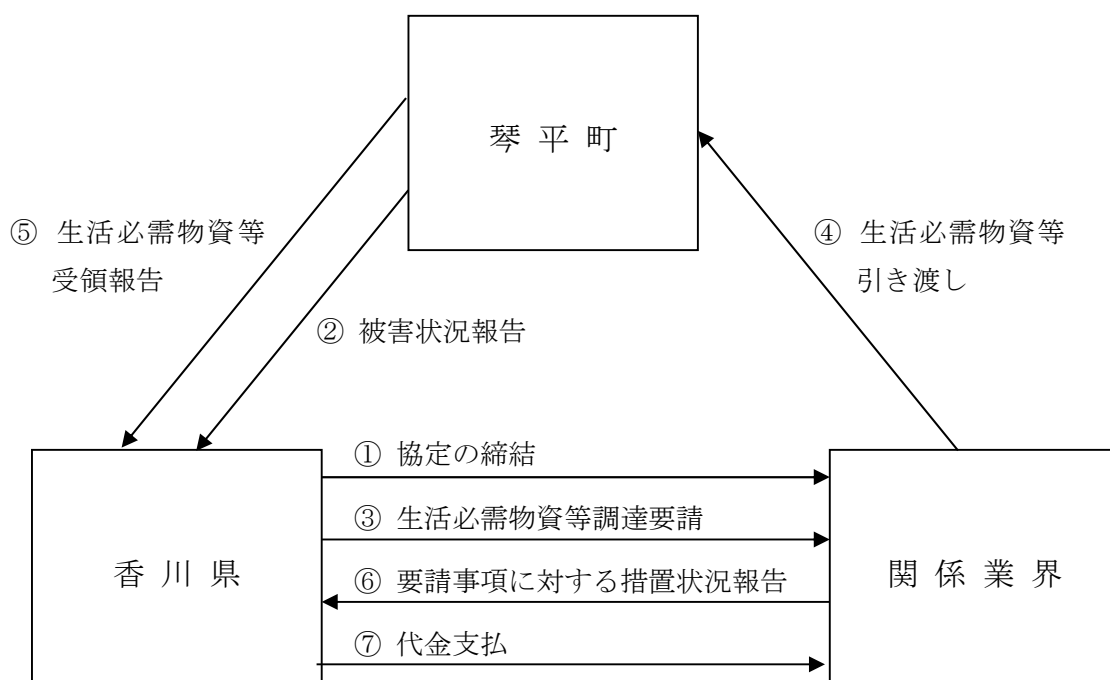 琴 平 町
⑤ 生活必需物資等
受領報告
④ 生活必需物資等
引き渡し
② 被害状況報告
① 協定の締結
③ 生活必需物資等調達要請
香 川 県
関 係 業 界
⑥ 要請事項に対する措置状況報告
⑦ 代金支払